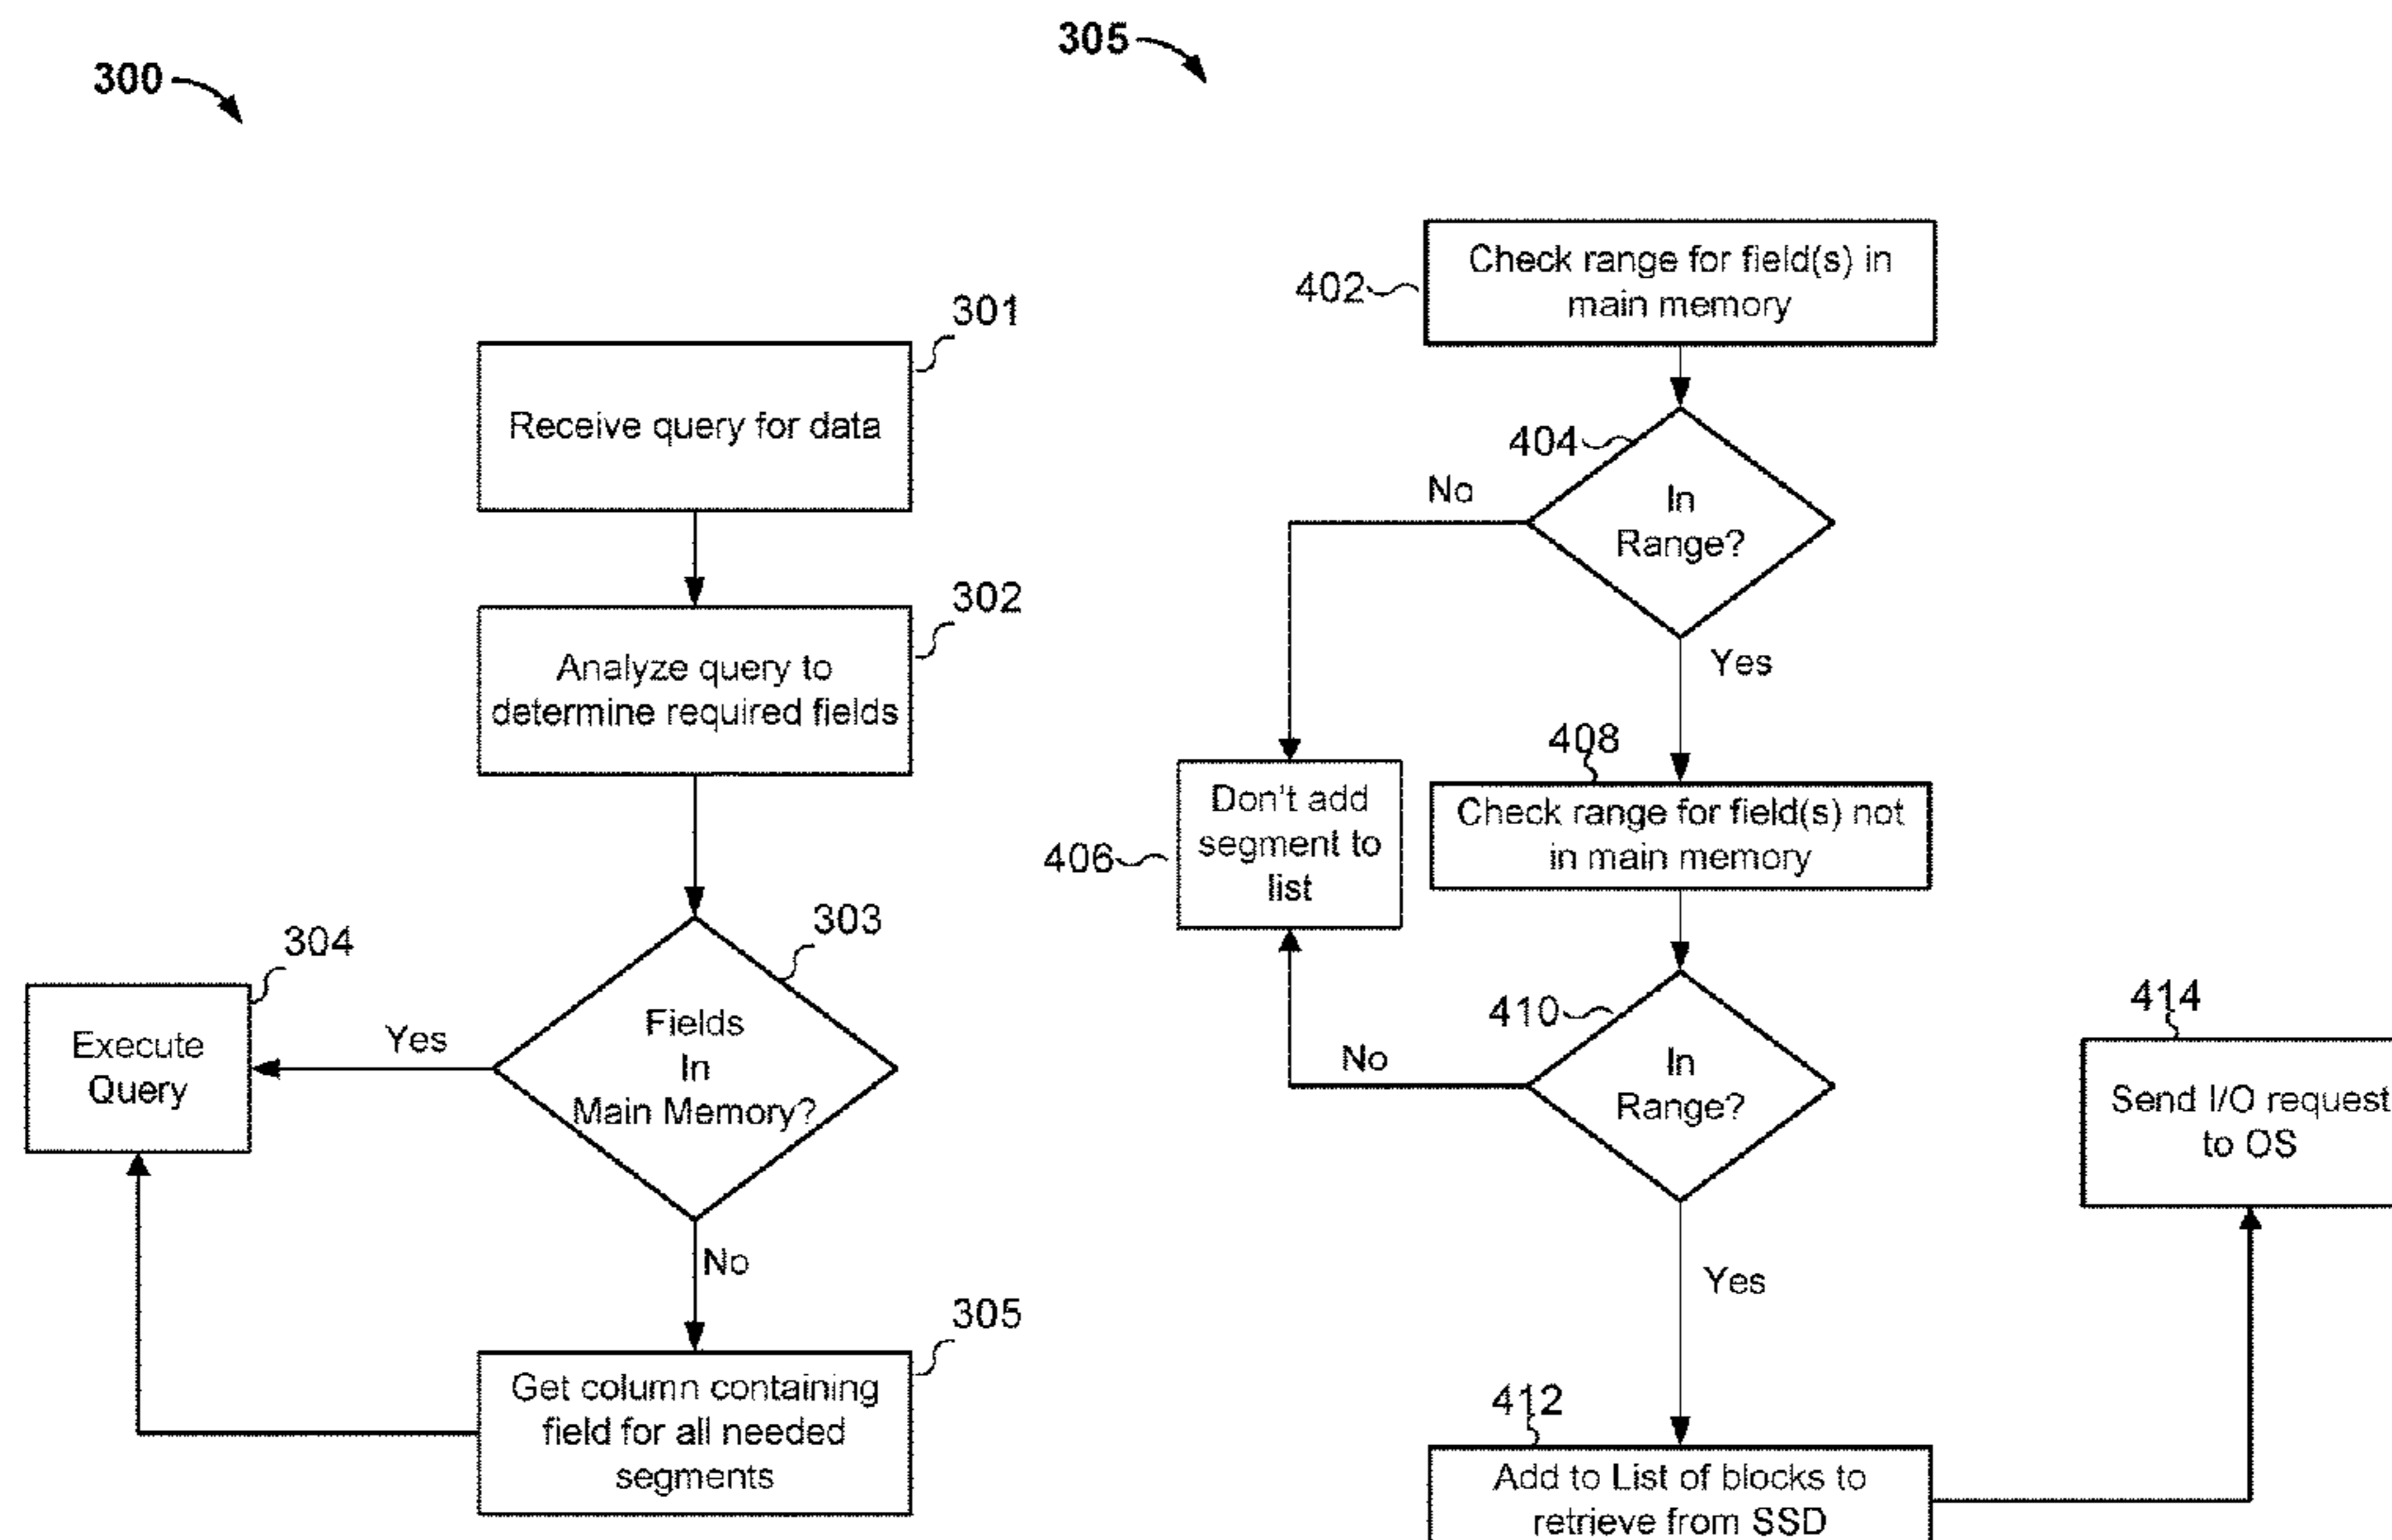 300
301
Receive query for data
302
Analyze query to
determine required fields
303
Fields
In
Main Memory?
Yes
304
Execute
Query
No
305
Get column containing
field for all needed
segments
305
402
Check range for field(s) in
main memory
404
In
Range?
No
Yes
406
Don't add
segment to
list
408
Check range for field(s) not
in main memory
410
In
Range?
No
Yes
412
Add to List of blocks to
retrieve from SSD
414
Send I/O request
to OS